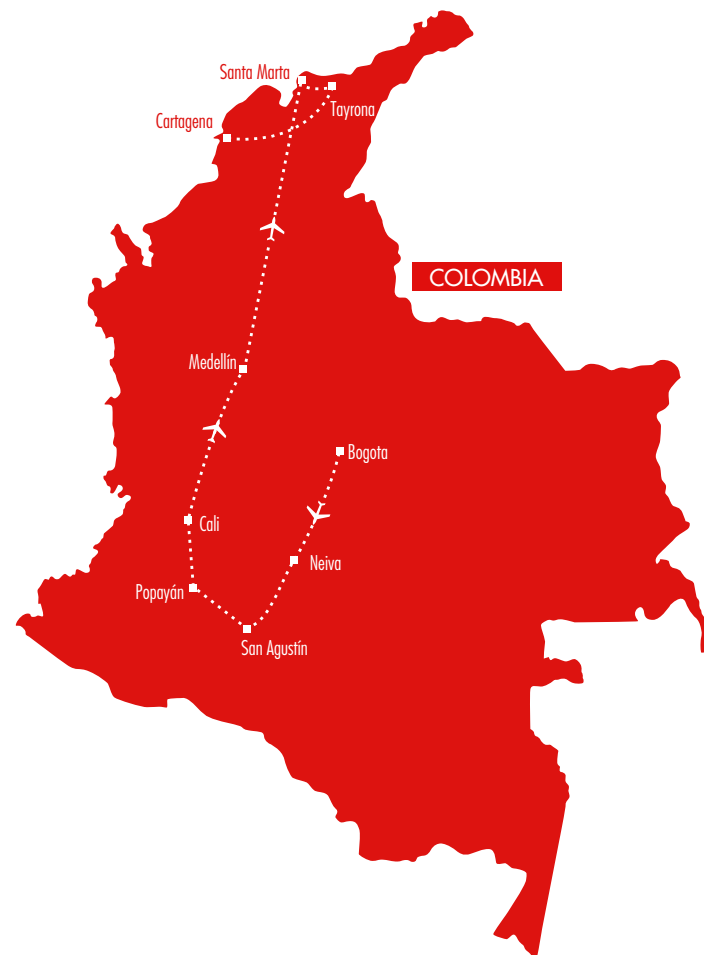 Santa Marta
Tayrona
Cartagena
COLOMBIA
Medellín
Bogota
Cali
Neiva
Popayán
San Agustín